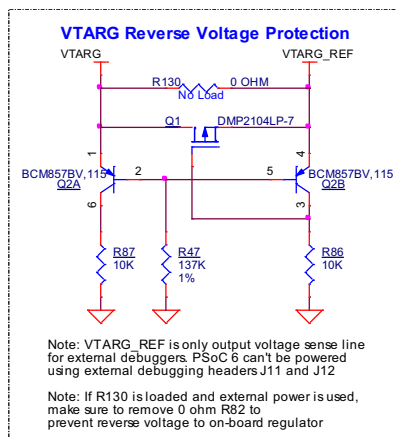 VTARG Reverse Voltage Protection
VTARG VTARG_REF
R130 0 OHM
No Load
Q1 DMP2104LP-7
1 4
BCM857BV,115 2 5 BCM857BV,115
Q2A Q2B
6 3
R87 R47 R86
10K 137K 10K
1%
Note: VTARG_REF is only output voltage sense line
for external debuggers. PSoC 6 can't be powered
using external debugging headers J11 and J12
Note: If R130 is loaded and external power is used,
make sure to remove 0 ohm R82 to
prevent reverse voltage to on-board regulator